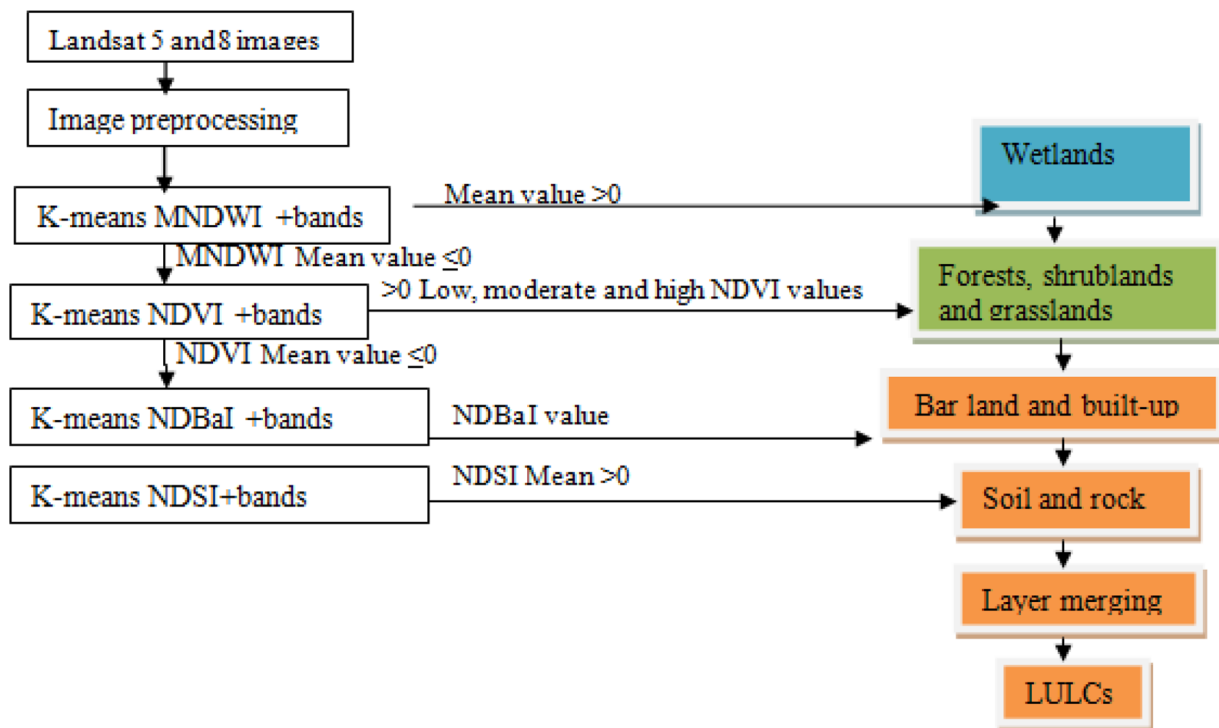 Landsat 5 and8 images
Image preprocessing
Wetlands
Mean value >0
K-means MNDWI +bands
MNDWI Mean value ≤0
>0 Low, moderate and high NDVI values
Forests, shrublands
and grasslands
K-means NDVI +bands
NDVI Mean value ≤0
K-means NDBaI +bands
NDBaI value
Bar land and built-up
K-means NDSI+bands
NDSI Mean >0
Soil and rock
Layer merging
LULCs